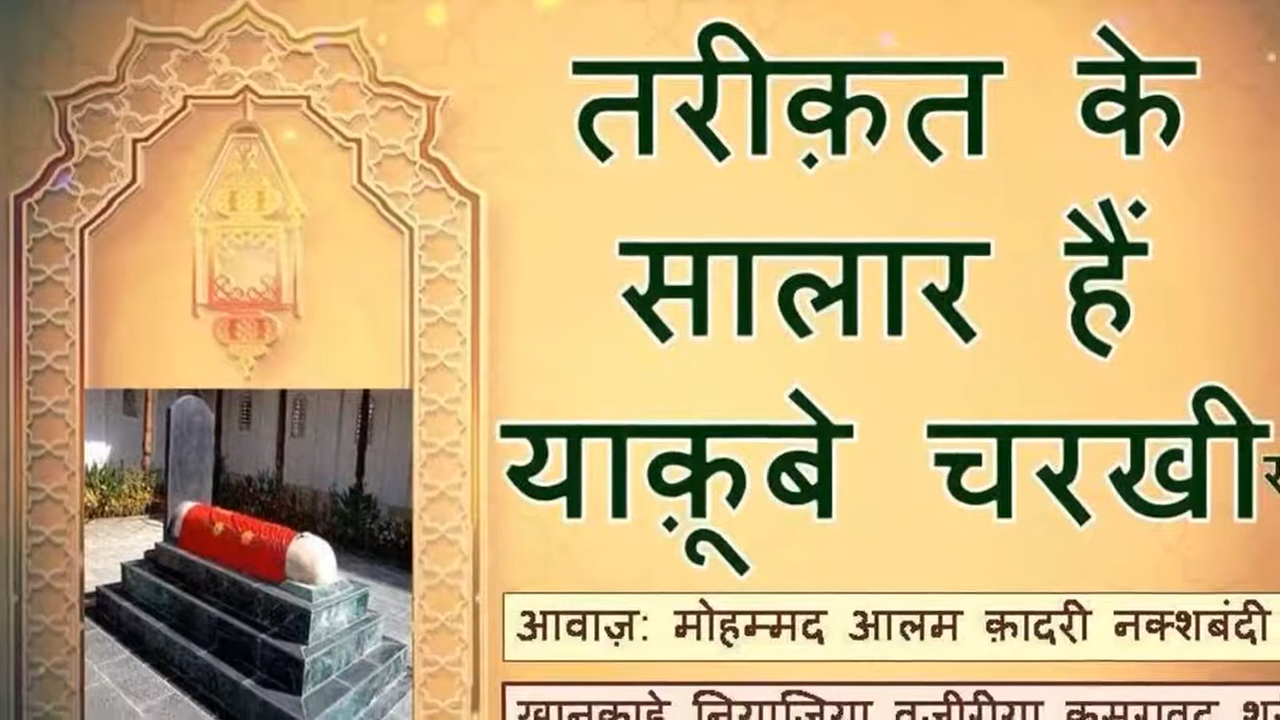 तरीक़त के
सालार हैं
याक़ूबे चरखी
आवाज़: मोहम्मद आलम क़ादरी नक्शबंदी